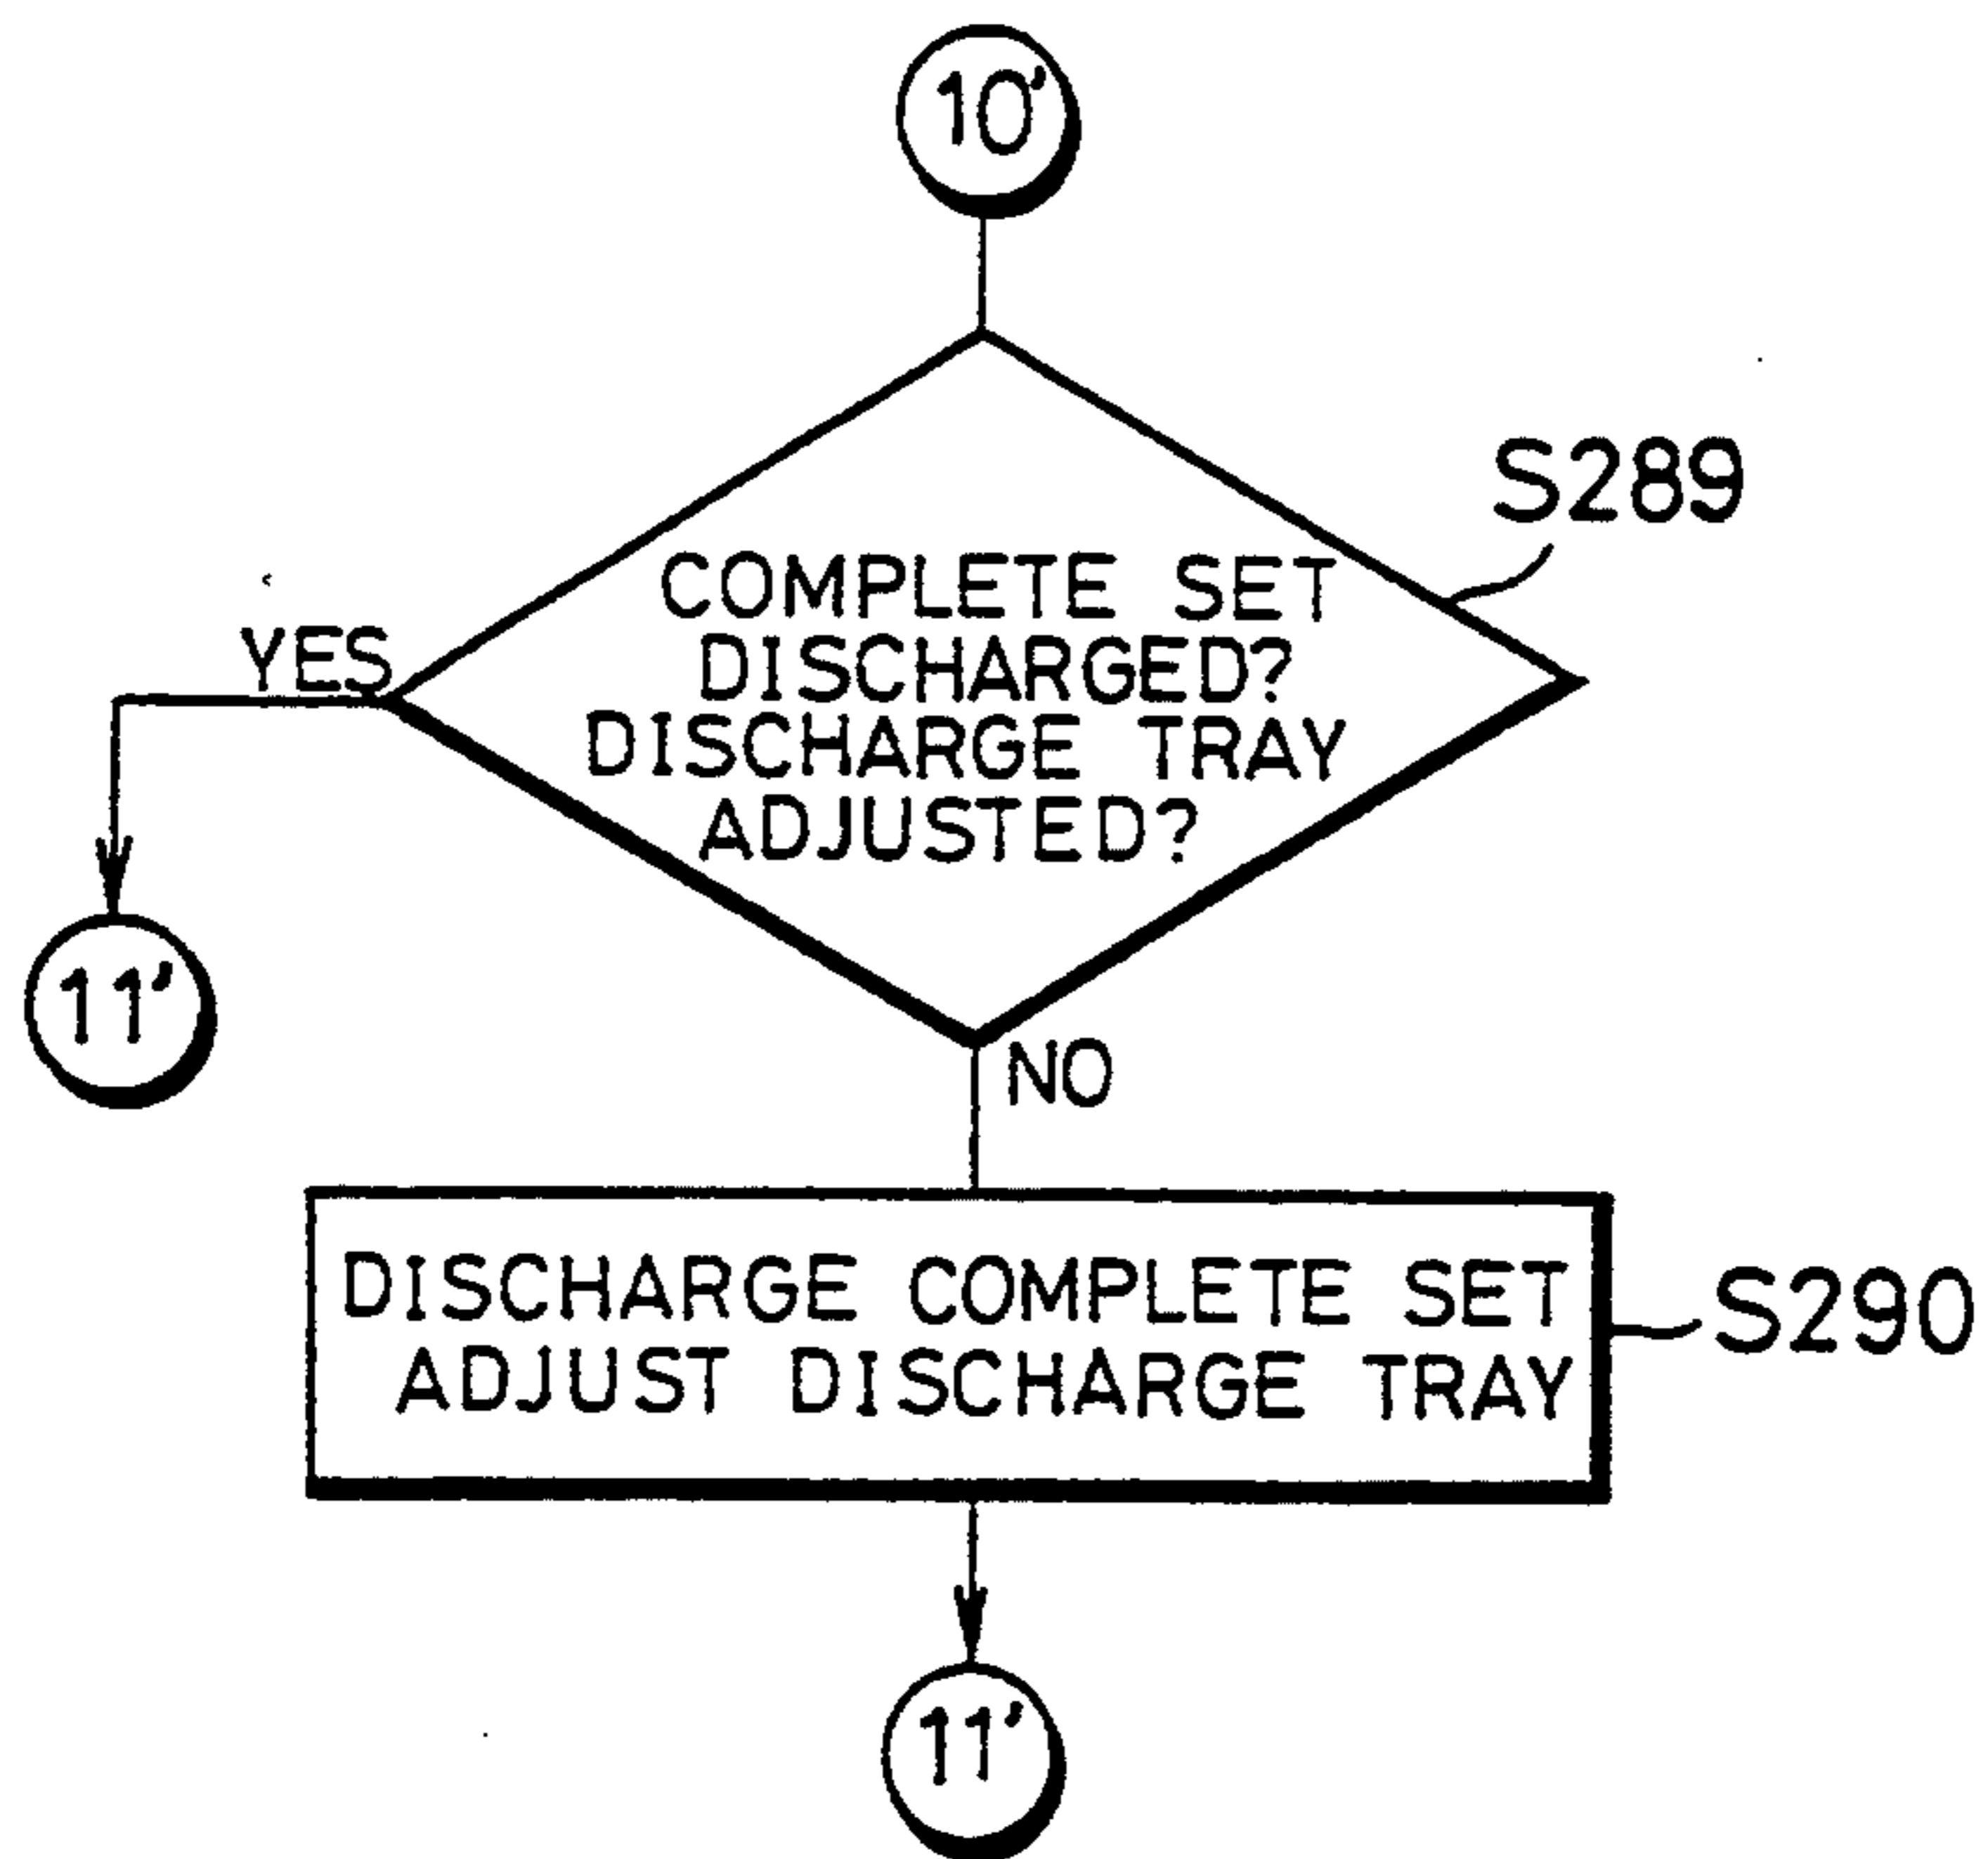 10'
S289
COMPLETE SET
DISCHARGED?
DISCHARGE TRAY
ADJUSTED?
YES
11'
NO
DISCHARGE COMPLETE SET
ADJUST DISCHARGE TRAY
S290
11'